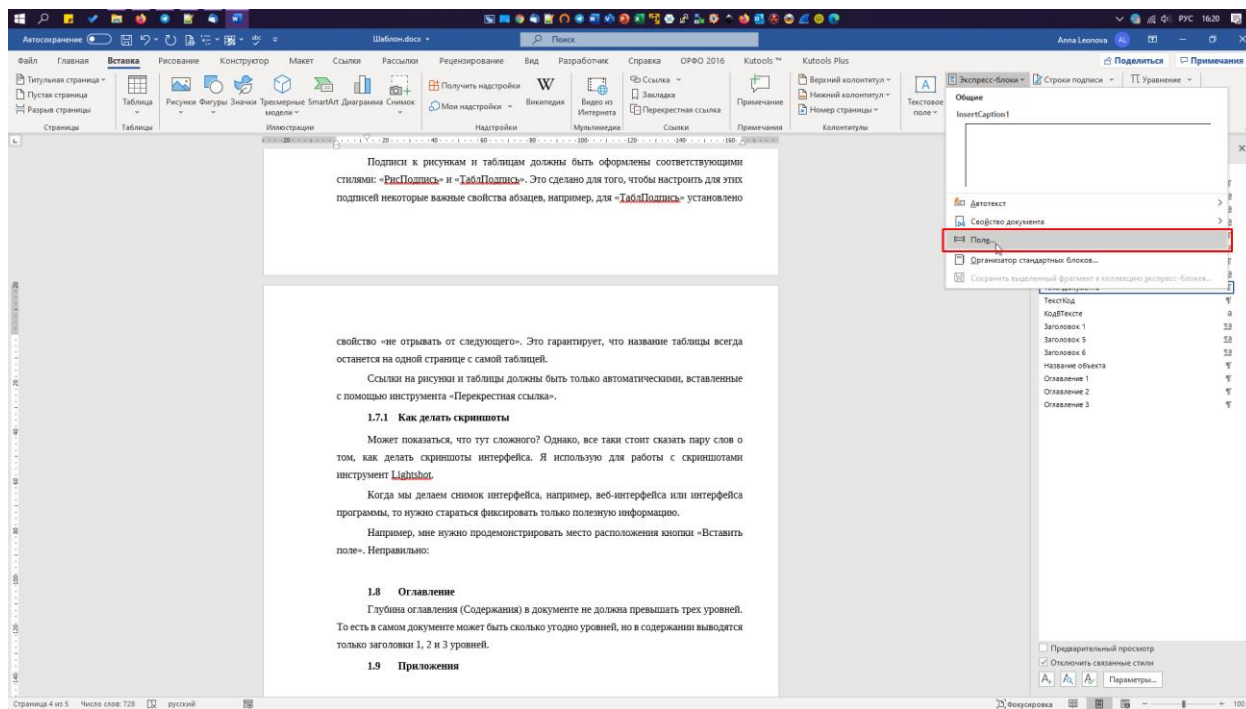 РУС 16:20
Автосохранение Шаблон.docx Поиск Anna Leonova AL
Файл Главная Вставка Рисование Конструктор Макет Ссылки Рассылки Рецензирование Вид Разработчик Справка ОРФО 2016 Kutools ™ Kutools Plus Поделиться Примечания
Титульная страница
Пустая страница
Разрыв страницы
Таблица
Рисунки Фигуры Значки Трехмерные модели SmartArt Диаграмма Снимок
Получить надстройки
Мои надстройки
Википедия
Видео из Интернета
Ссылка
Закладка
Перекрестная ссылка
Примечание
Верхний колонтитул
Нижний колонтитул
Номер страницы
Текстовое поле
Экспресс-блоки Строки подписи Уравнение
Страницы Таблицы Иллюстрации Надстройки Мультимедиа Ссылки Примечания Колонтитулы
Общие
InsertCaption1
Автотекст
Свойство документа
Поле...
Организатор стандартных блоков...
Сохранить выделенный фрагмент в коллекцию экспресс-блоков...
Подписи к рисункам и таблицам должны быть оформлены соответствующими
стилями: «РисПодпись» и «ТаблПодпись». Это сделано для того, чтобы настроить для этих
подписей некоторые важные свойства абзацев, например, для «ТаблПодпись» установлено
свойство «не отрывать от следующего». Это гарантирует, что название таблицы всегда
останется на одной странице с самой таблицей.
Ссылки на рисунки и таблицы должны быть только автоматическими, вставленные
с помощью инструмента «Перекрестная ссылка».
1.7.1 Как делать скриншоты
Может показаться, что тут сложного? Однако, все таки стоит сказать пару слов о
том, как делать скриншоты интерфейса. Я использую для работы с скриншотами
инструмент Lightshot.
Когда мы делаем снимок интерфейса, например, веб-интерфейса или интерфейса
программы, то нужно стараться фиксировать только полезную информацию.
Например, мне нужно продемонстрировать место расположения кнопки «Вставить
поле». Неправильно:
1.8 Оглавление
Глубина оглавления (Содержания) в документе не должна превышать трех уровней.
То есть в самом документе может быть сколько угодно уровней, но в содержании выводятся
только заголовки 1, 2 и 3 уровней.
1.9 Приложения
ТекстКод
КодВТексте
Заголовок 1
Заголовок 5
Заголовок 6
Название объекта
Оглавление 1
Оглавление 2
Оглавление 3
Предварительный просмотр
Отключить связанные стили
Параметры...
Страница 4 из 5 Число слов: 728 русский Фокусировка 100